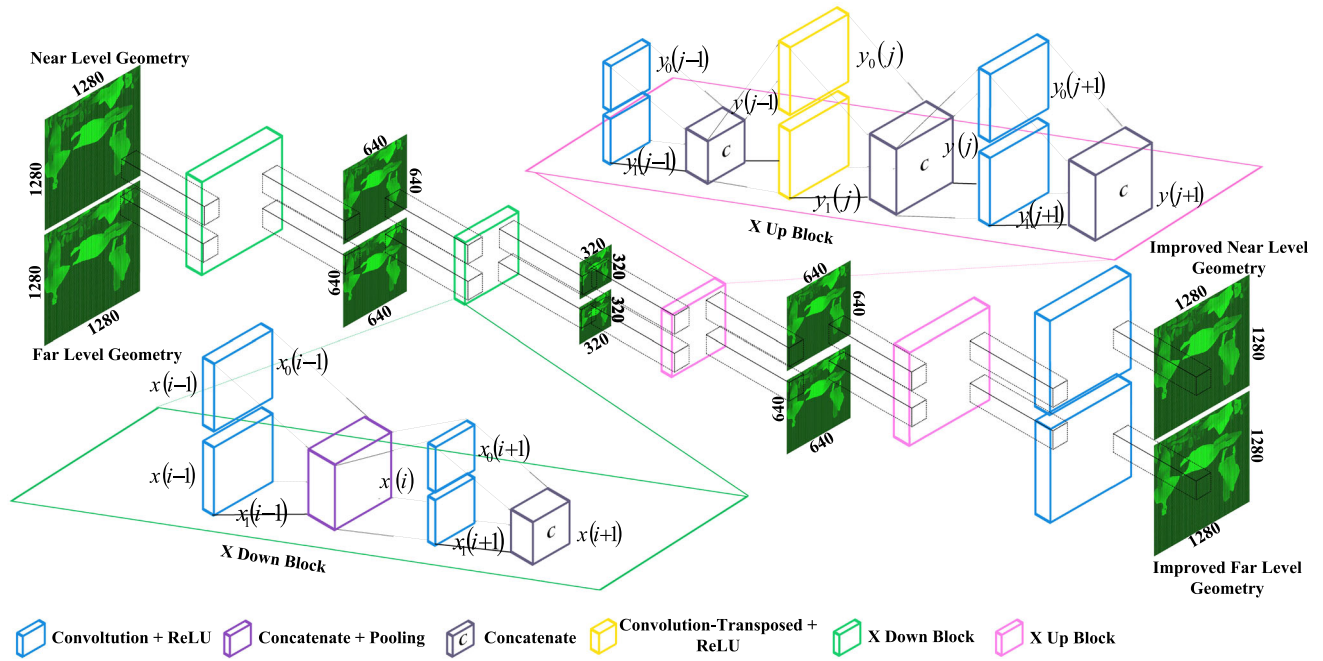 Near Level Geometry
1280
1280
1280
1280
Far Level Geometry
640
640
640
640
320
320
320
320
y₀(j−1)
y(j−1)
y₁(j−1)
C
y₀(j)
y₁(j)
C
y(j)
y₀(j+1)
y₁(j+1)
C
y(j+1)
X Up Block
640
640
640
640
Improved Near Level
Geometry
1280
1280
1280
1280
Improved Far Level
Geometry
x(i−1)
x₀(i−1)
x(i−1)
x₁(i−1)
x(i)
x₀(i+1)
x₁(i+1)
C
x(i+1)
X Down Block
Convoltution + ReLU
Concatenate + Pooling
C
Concatenate
Convolution-Transposed +
ReLU
X Down Block
X Up Block